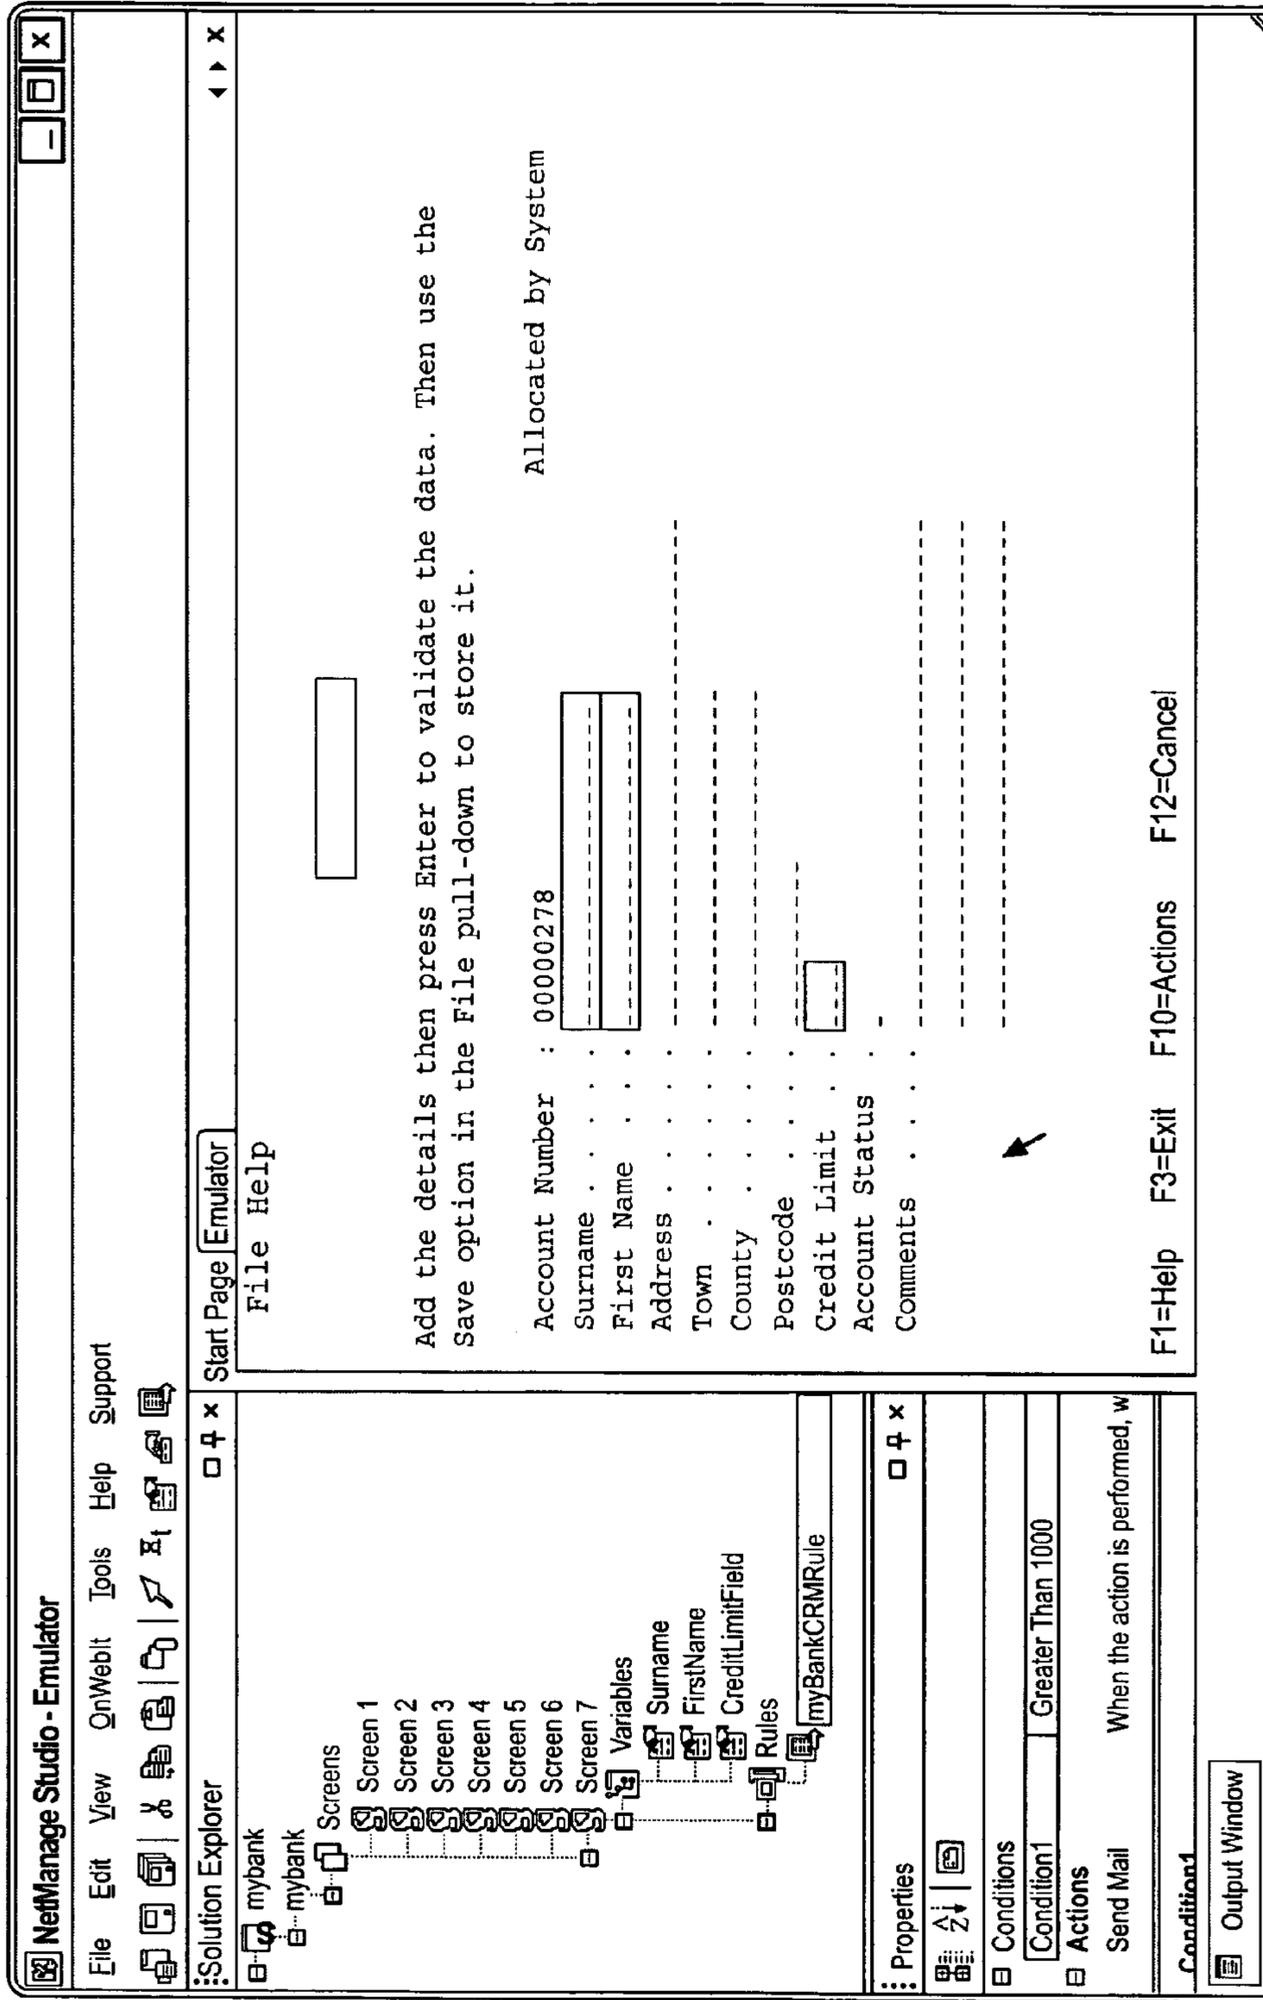 NetManage Studio - Emulator
File Edit View OnWebIt Tools Help Support
Solution Explorer
mybank
mybank
Screens
Screen 1
Screen 2
Screen 3
Screen 4
Screen 5
Screen 6
Screen 7
Variables
Surname
FirstName
CreditLimitField
Rules
myBankCRMRule
Properties
Conditions
Condition1 Greater Than 1000
Actions
Send Mail When the action is performed, w
Condition1
Output Window
Start Page Emulator
File Help
Add the details then press Enter to validate the data. Then use the
Save option in the File pull-down to store it.
Account Number : 00000278 Allocated by System
Surname . . . . .
First Name . . .
Address . . . . .
Town . . . . . .
County . . . . .
Postcode . . . .
Credit Limit . .
Account Status .
Comments . . . .
F1=Help F3=Exit F10=Actions F12=Cancel